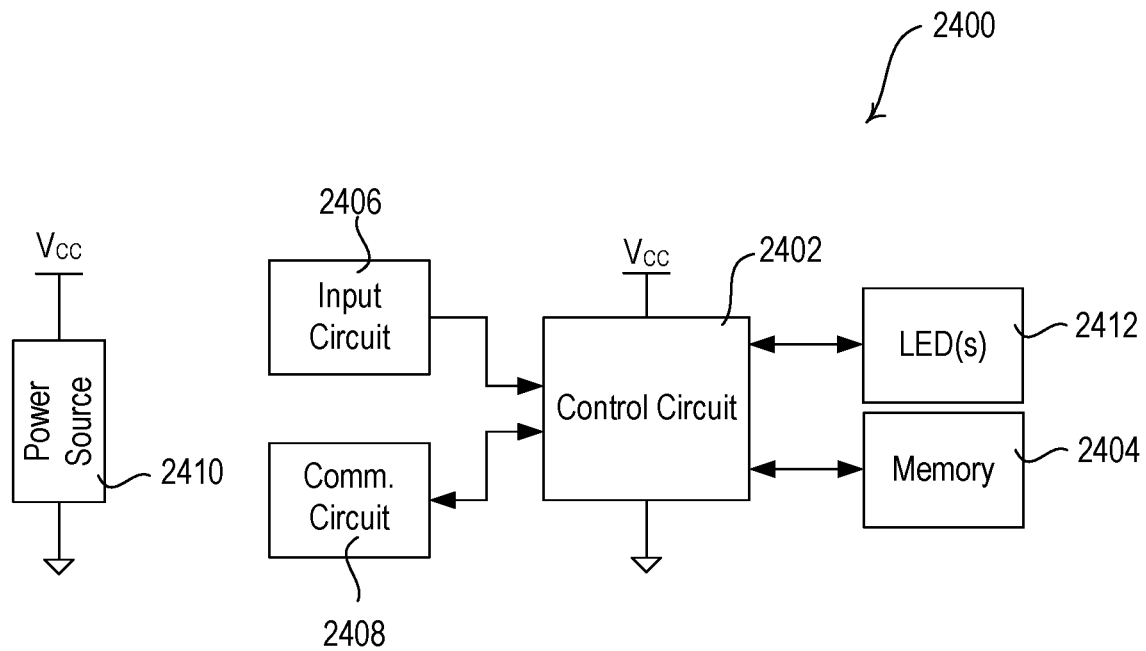 2400
2406
VCC
Input
Circuit
VCC
2402
LED(s)
2412
Power
Source
2410
Control Circuit
Comm.
Circuit
Memory
2404
2408